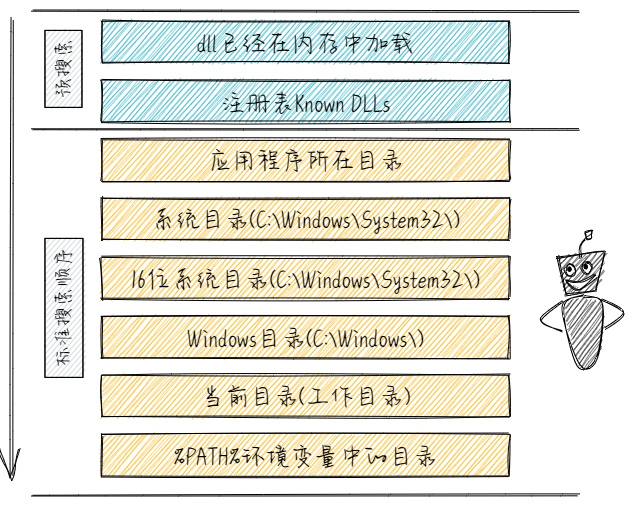 预搜索
dll已经在内存中加载
注册表Known DLLs
标准搜索顺序
应用程序所在目录
系统目录(C:\Windows\System32\)
16位系统目录(C:\Windows\System32\)
Windows目录(C:\Windows\)
当前目录(工作目录)
%PATH%环境变量中的目录